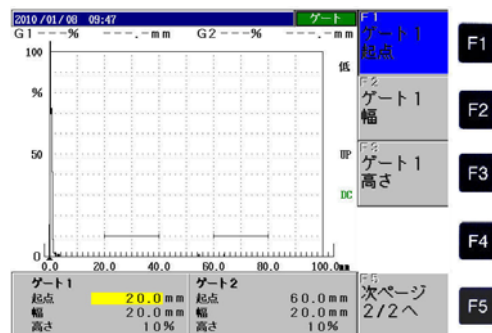 2010/01/08 09:47
ゲート
G1 ---% ---.-mm G2 ---% ---.-mm
100
%
50
0
0.0 20.0 40.0 60.0 80.0 100.0mm
低
UP
DC
F1
ゲート1
起点
F2
ゲート1
幅
F3
ゲート1
高さ
F5
次ページ
2/2へ
F1
F2
F3
F4
F5
ゲート1
起点 20.0mm
幅 20.0mm
高さ 10%
ゲート2
起点 60.0mm
幅 20.0mm
高さ 10%